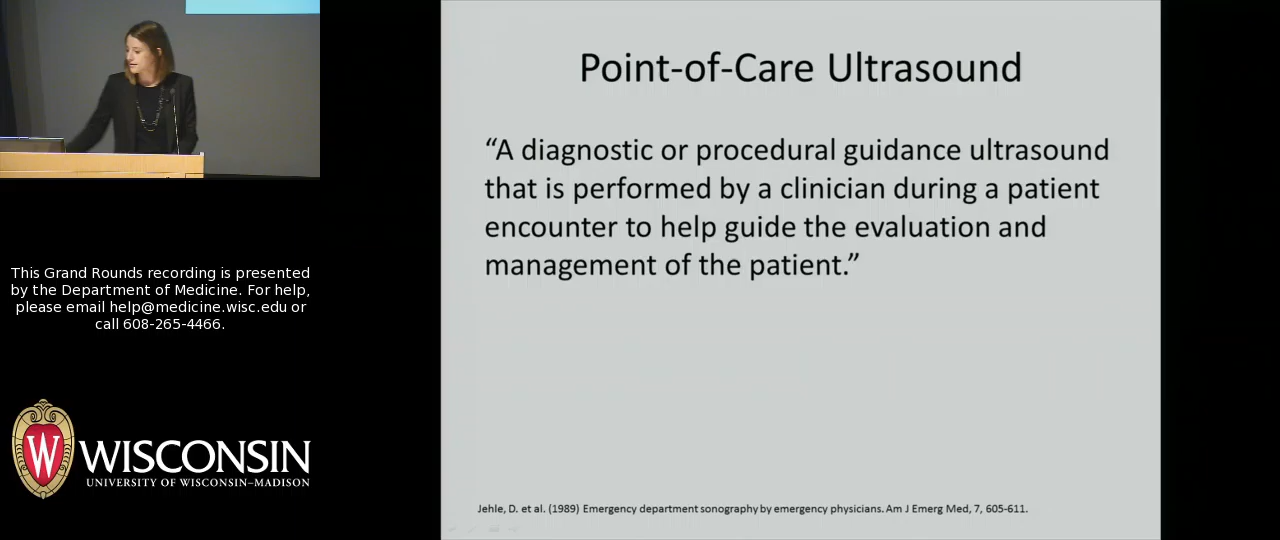 Point-of-Care Ultrasound
“A diagnostic or procedural guidance ultrasound
that is performed by a clinician during a patient
encounter to help guide the evaluation and
management of the patient.”
Jehle, D. et al. (1989) Emergency department sonography by emergency physicians. Am J Emerg Med, 7, 605-611.
This Grand Rounds recording is presented
by the Department of Medicine. For help,
please email help@medicine.wisc.edu or
call 608-265-4466.
W
WISCONSIN
UNIVERSITY OF WISCONSIN–MADISON